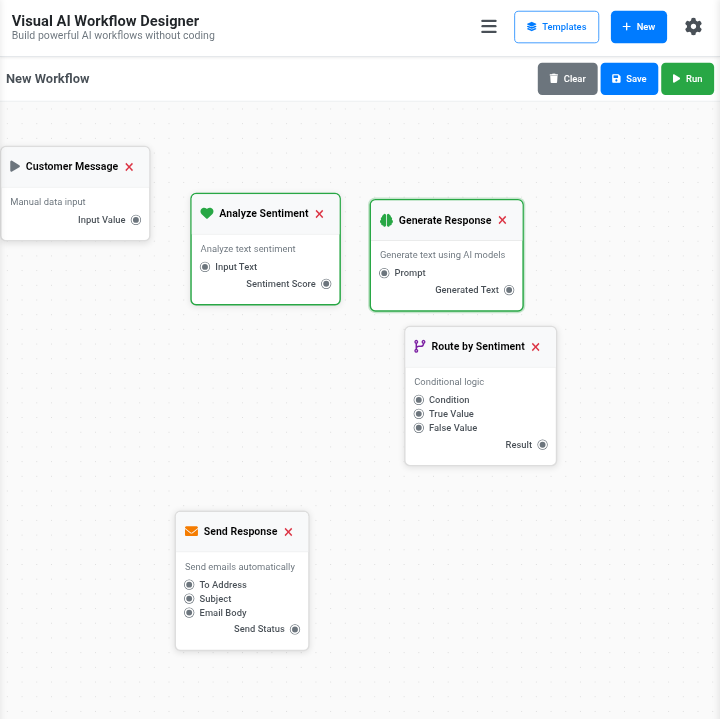 Visual AI Workflow Designer
Build powerful AI workflows without coding
Templates
New
New Workflow
Clear
Save
Run
Customer Message
Manual data input
Input Value
Analyze Sentiment
Analyze text sentiment
Input Text
Sentiment Score
Generate Response
Generate text using AI models
Prompt
Generated Text
Route by Sentiment
Conditional logic
Condition
True Value
False Value
Result
Send Response
Send emails automatically
To Address
Subject
Email Body
Send Status